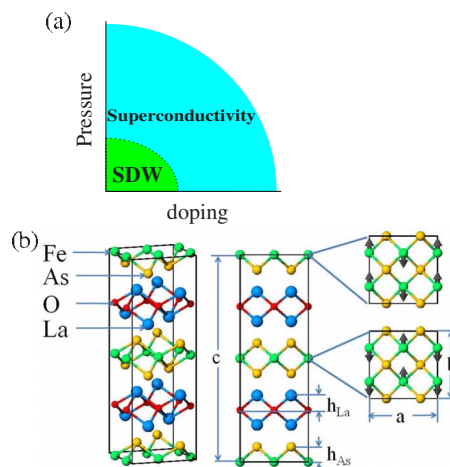 (a)
Pressure
Superconductivity
SDW
doping
(b)
Fe
As
O
La
c
h_La
h_As
a
b